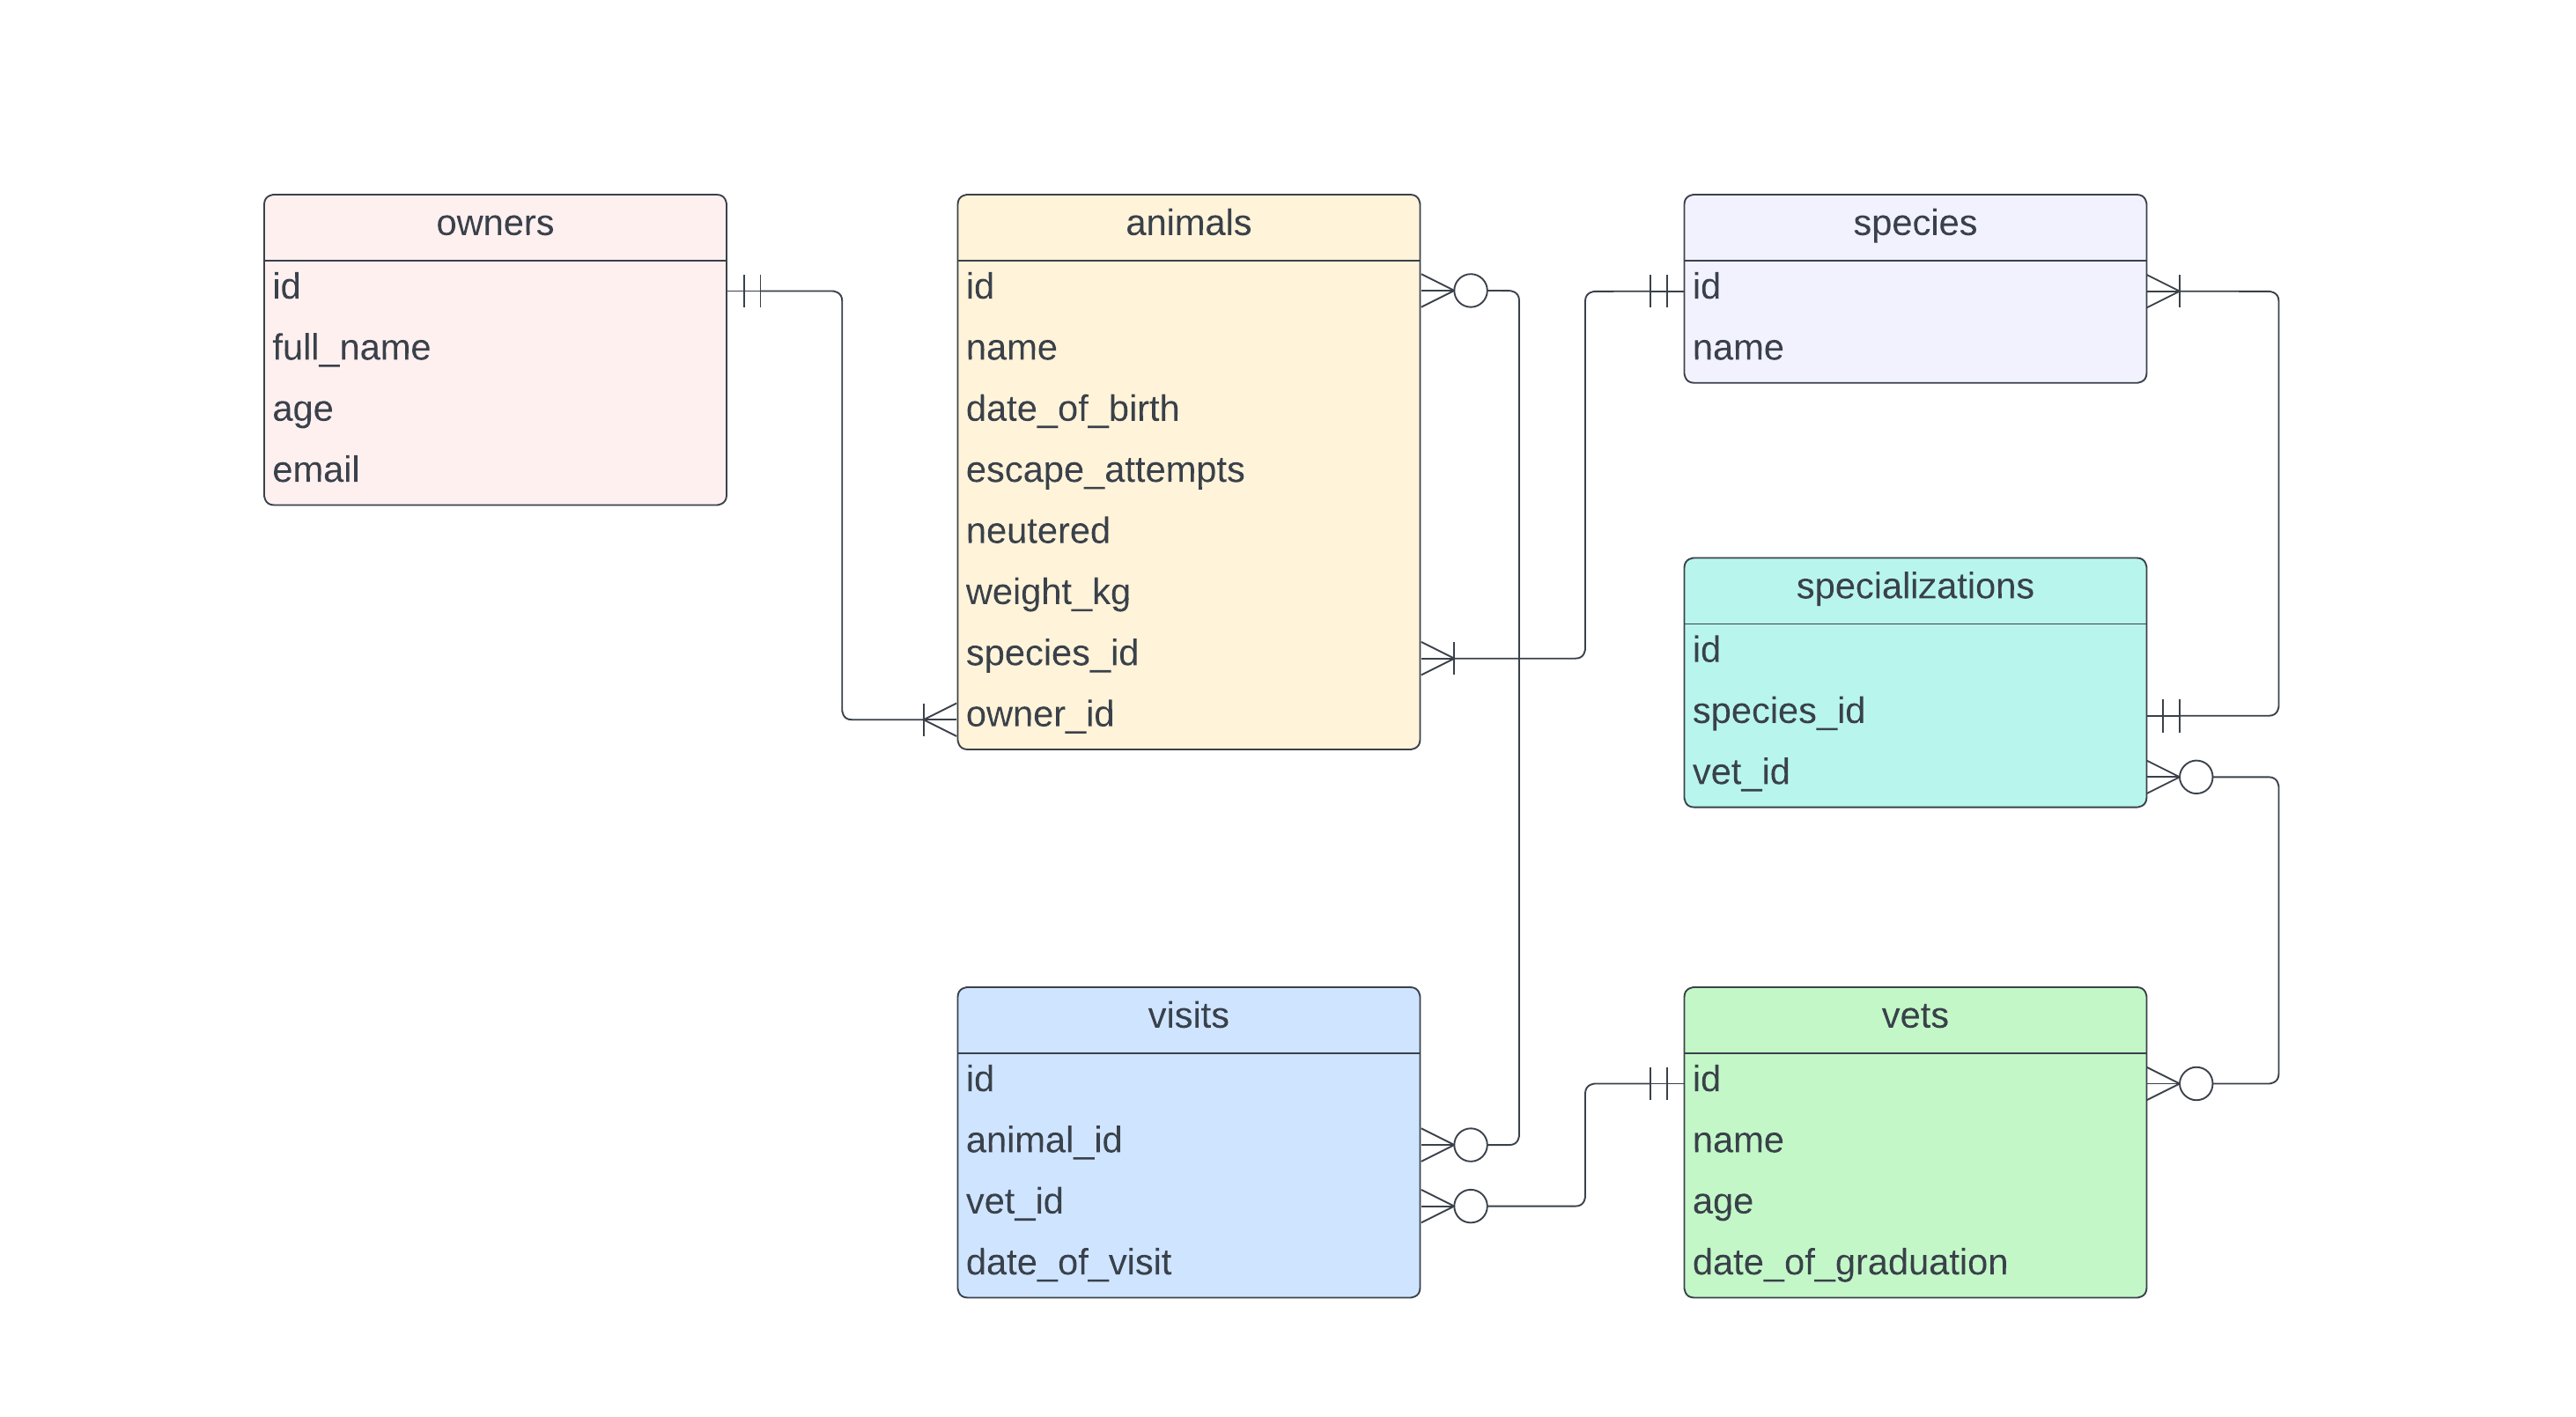 owners
id
full_name
age
email
animals
id
name
date_of_birth
escape_attempts
neutered
weight_kg
species_id
owner_id
species
id
name
specializations
id
species_id
vet_id
visits
id
animal_id
vet_id
date_of_visit
vets
id
name
age
date_of_graduation